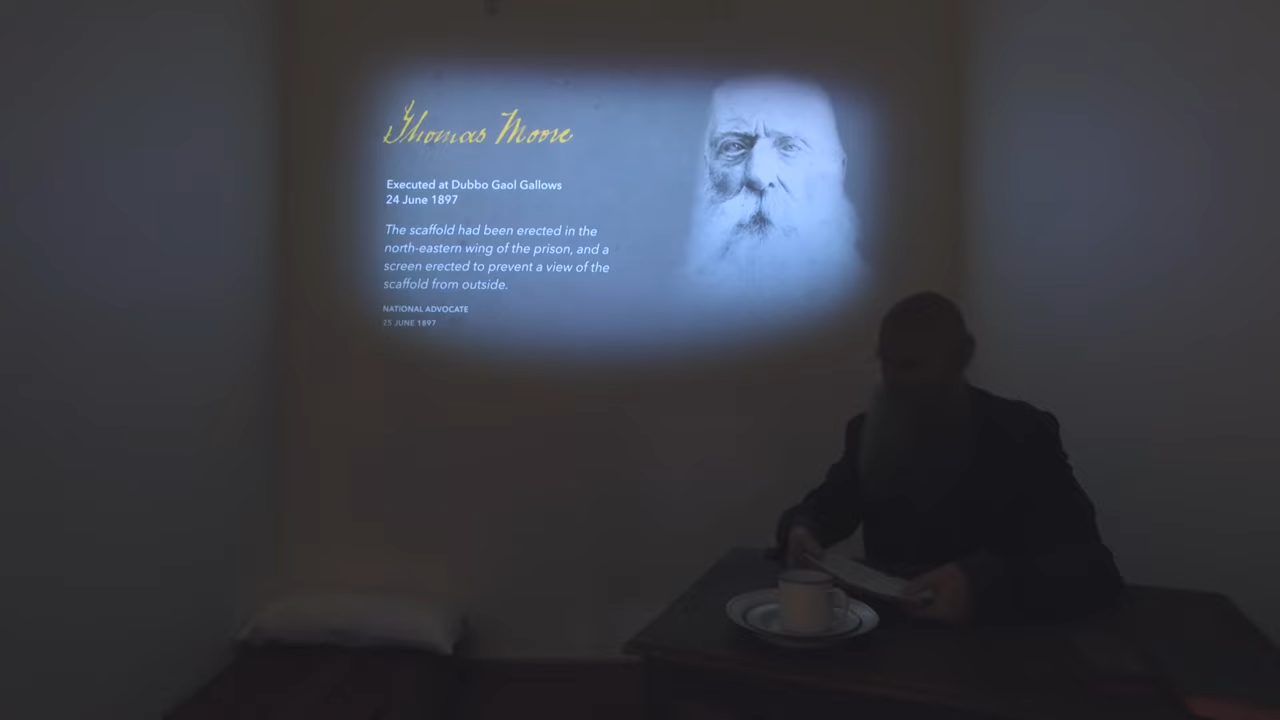 Thomas Moore
Executed at Dubbo Gaol Gallows
24 June 1897
The scaffold had been erected in the
north-eastern wing of the prison, and a
screen erected to prevent a view of the
scaffold from outside.
NATIONAL ADVOCATE
25 JUNE 1897